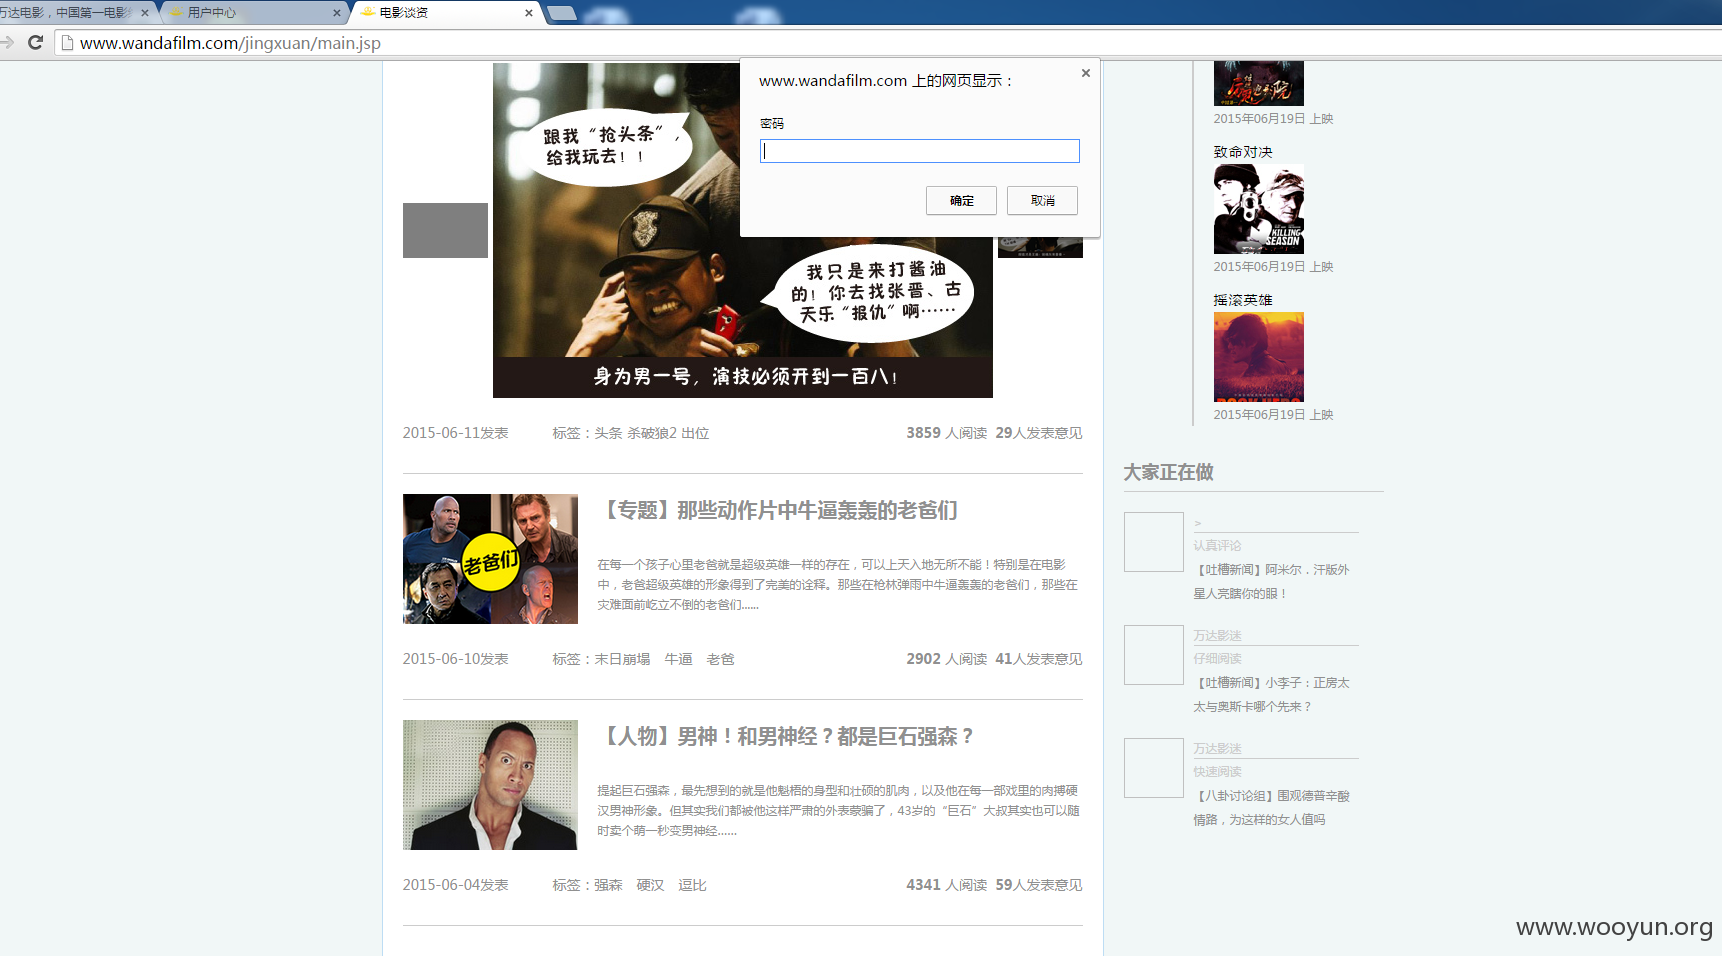 万达电影，中国第一电影
用户中心
电影谈资
www.wandafilm.com/jingxuan/main.jsp
www.wandafilm.com 上的网页显示：
密码
确定
取消
跟我“抢头条”，
给我玩去！！
我只是来打酱油
的！你去找张晋、古
天乐“报仇”啊……
身为男一号，演技必须开到一百八！
2015-06-11发表
标签：头条 杀破狼2 出位
3859 人阅读 29人发表意见
老爸们
【专题】那些动作片中牛逼轰轰的老爸们
在每一个孩子心里老爸就是超级英雄一样的存在，可以上天入地无所不能！特别是在电影
中，老爸超级英雄的形象得到了完美的诠释。那些在枪林弹雨中牛逼轰轰的老爸们，那些在
灾难面前屹立不倒的老爸们......
2015-06-10发表
标签：末日崩塌 牛逼 老爸
2902 人阅读 41人发表意见
【人物】男神！和男神经？都是巨石强森？
提起巨石强森，最先想到的就是他魁梧的身型和壮硕的肌肉，以及他在每一部戏里的肉搏硬
汉男神形象。但其实我们都被他这样严肃的外表蒙骗了，43岁的“巨石”大叔其实也可以随
时卖个萌一秒变男神经......
2015-06-04发表
标签：强森 硬汉 逗比
4341 人阅读 59人发表意见
2015年06月19日 上映
致命对决
KILLING
SEASON
2015年06月19日 上映
摇滚英雄
ROCK HERO
2015年06月19日 上映
大家正在做
>
认真评论
【吐槽新闻】阿米尔．汗版外
星人亮瞎你的眼！
万达影迷
仔细阅读
【吐槽新闻】小李子：正房太
太与奥斯卡哪个先来？
万达影迷
快速阅读
【八卦讨论组】围观德普辛酸
情路，为这样的女人值吗
www.wooyun.org